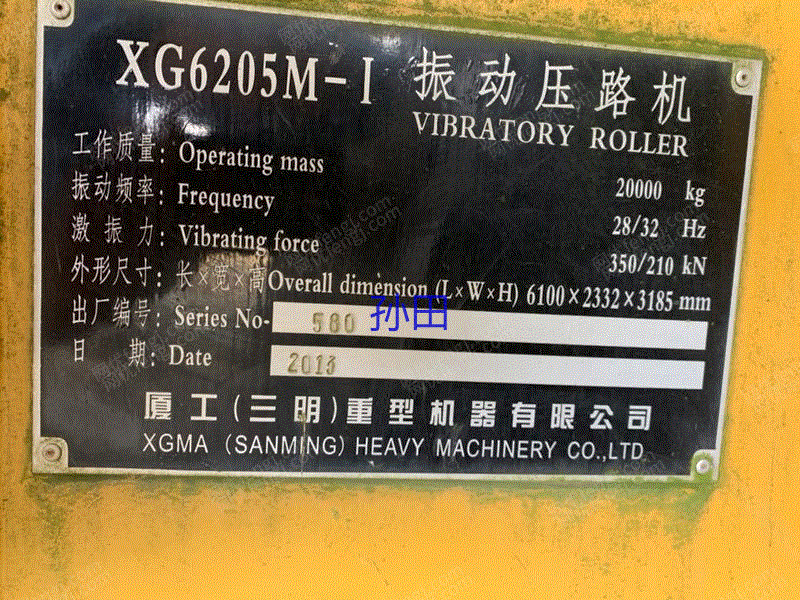 XG6205M-I 振动压路机
VIBRATORY ROLLER
工作质量: Operating mass 20000 kg
振动频率: Frequency 28/32 Hz
激振力: Vibrating force 350/210 kN
外形尺寸: 长×宽×高 Overall dimension (L×W×H) 6100×2332×3185 mm
出厂编号: Series No- 580 孙田
日期: Date 2013
厦工(三明)重型机器有限公司
XGMA (SANMING) HEAVY MACHINERY CO.,LTD